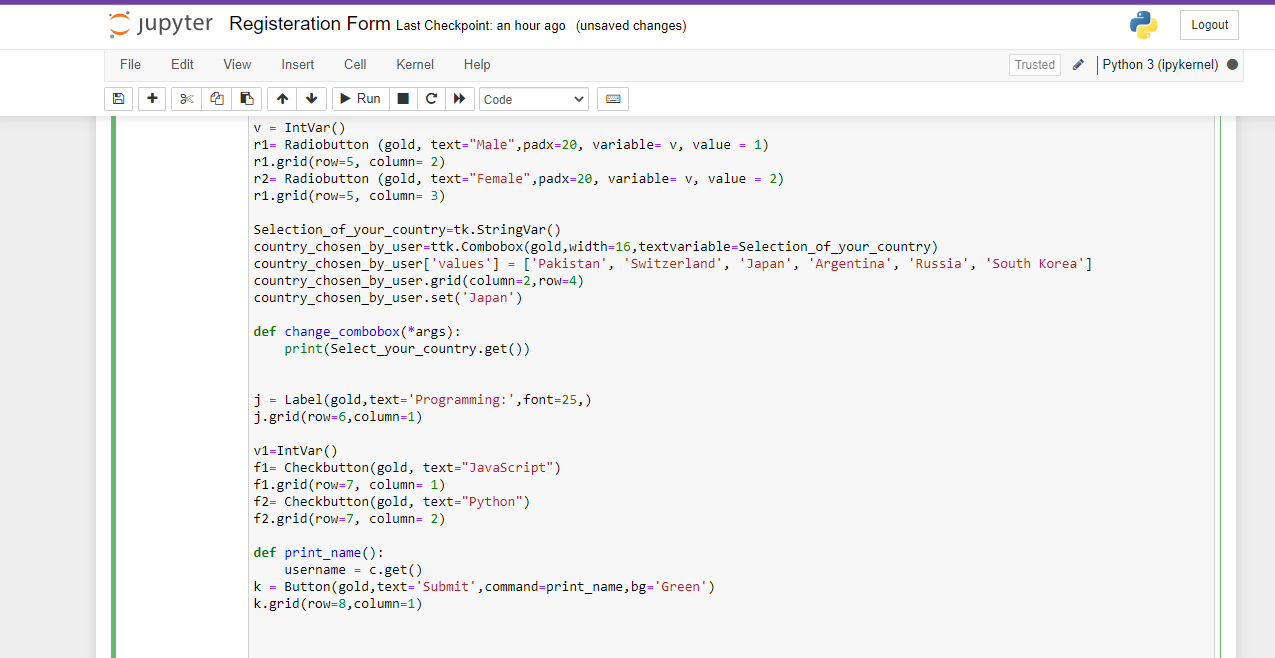 jupyter Registeration Form Last Checkpoint: an hour ago (unsaved changes) Logout
File Edit View Insert Cell Kernel Help Trusted Python 3 (ipykernel)
Run Code
v = IntVar()
r1= Radiobutton (gold, text="Male",padx=20, variable= v, value = 1)
r1.grid(row=5, column= 2)
r2= Radiobutton (gold, text="Female",padx=20, variable= v, value = 2)
r1.grid(row=5, column= 3)
Selection_of_your_country=tk.StringVar()
country_chosen_by_user=ttk.Combobox(gold,width=16,textvariable=Selection_of_your_country)
country_chosen_by_user['values'] = ['Pakistan', 'Switzerland', 'Japan', 'Argentina', 'Russia', 'South Korea']
country_chosen_by_user.grid(column=2,row=4)
country_chosen_by_user.set('Japan')
def change_combobox(*args):
    print(Select_your_country.get())
j = Label(gold,text='Programming:',font=25,)
j.grid(row=6,column=1)
v1=IntVar()
f1= Checkbutton(gold, text="JavaScript")
f1.grid(row=7, column= 1)
f2= Checkbutton(gold, text="Python")
f2.grid(row=7, column= 2)
def print_name():
    username = c.get()
k = Button(gold,text='Submit',command=print_name,bg='Green')
k.grid(row=8,column=1)